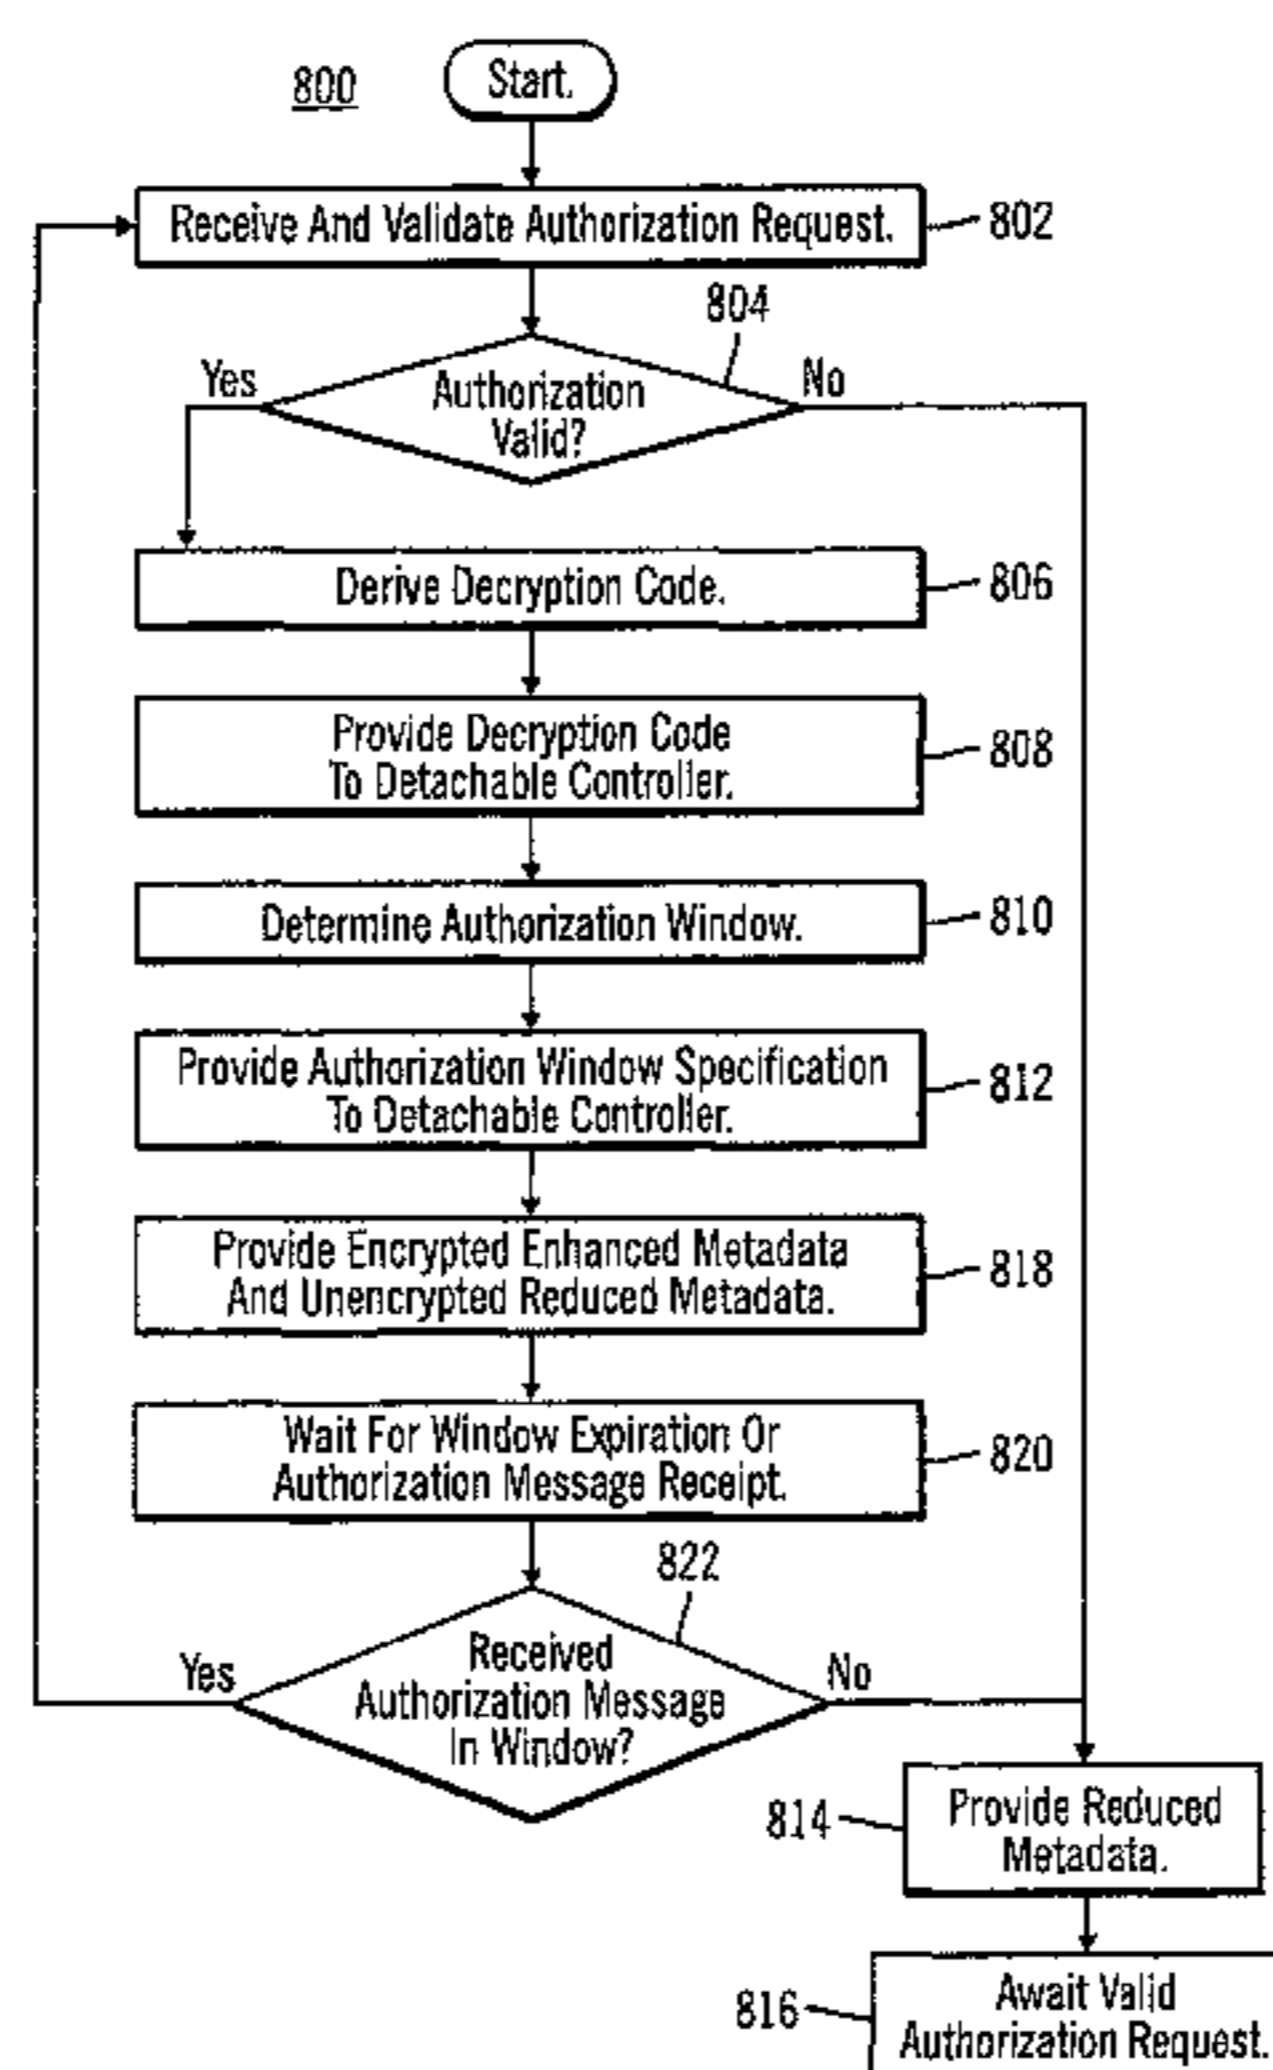 800
Start.
Receive And Validate Authorization Request.
802
804
Yes
No
Authorization
Valid?
Derive Decryption Code.
806
Provide Decryption Code
To Detachable Controller.
808
Determine Authorization Window.
810
Provide Authorization Window Specification
To Detachable Controller.
812
Provide Encrypted Enhanced Metadata
And Unencrypted Reduced Metadata.
818
Wait For Window Expiration Or
Authorization Message Receipt.
820
822
Yes
No
Received
Authorization Message
In Window?
814
Provide Reduced
Metadata.
816
Await Valid
Authorization Request.